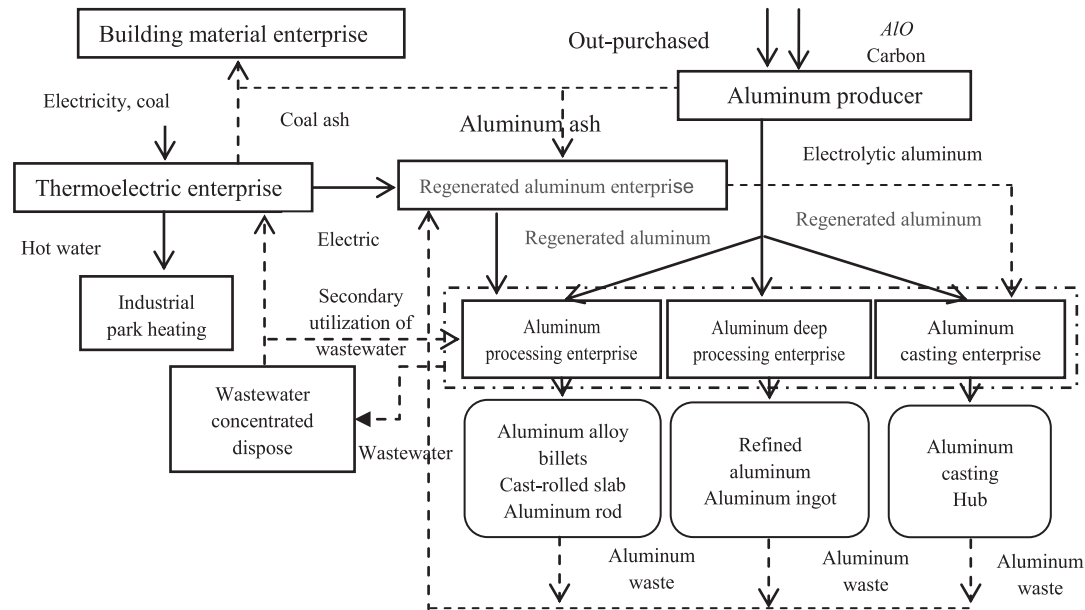 Building material enterprise
Out-purchased
AlO
Carbon
Aluminum producer
Electricity, coal
Coal ash
Aluminum ash
Electrolytic aluminum
Thermoelectric enterprise
Regenerated aluminum enterprise
Regenerated aluminum
Regenerated aluminum
Hot water
Electric
Industrial
park heating
Secondary
utilization of
wastewater
Aluminum
processing enterprise
Aluminum deep
processing enterprise
Aluminum
casting enterprise
Wastewater
concentrated
dispose
Wastewater
Aluminum alloy
billets
Cast-rolled slab
Aluminum rod
Refined
aluminum
Aluminum ingot
Aluminum
casting
Hub
Aluminum
waste
Aluminum
waste
Aluminum
waste